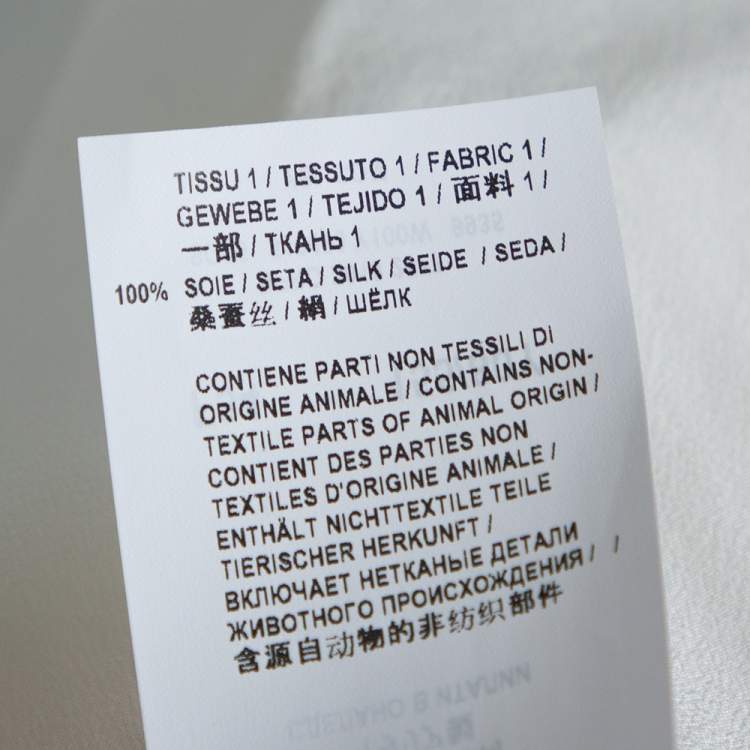 TISSU 1 / TESSUTO 1 / FABRIC 1 /
GEWEBE 1 / TEJIDO 1 / 面料 1 /
一部 / ТКАНЬ 1
100% SOIE / SETA / SILK / SEIDE / SEDA /
桑蚕丝 / 絹 / ШЁЛК
CONTIENE PARTI NON TESSILI DI
ORIGINE ANIMALE / CONTAINS NON-
TEXTILE PARTS OF ANIMAL ORIGIN /
CONTIENT DES PARTIES NON
TEXTILES D'ORIGINE ANIMALE /
ENTHÄLT NICHTTEXTILE TEILE
TIERISCHER HERKUNFT /
ВКЛЮЧАЕТ НЕТКАНЫЕ ДЕТАЛИ
ЖИВОТНОГО ПРОИСХОЖДЕНИЯ / /
含源自动物的非纺织部件
СДЕЛАНО В ИТАЛИИ